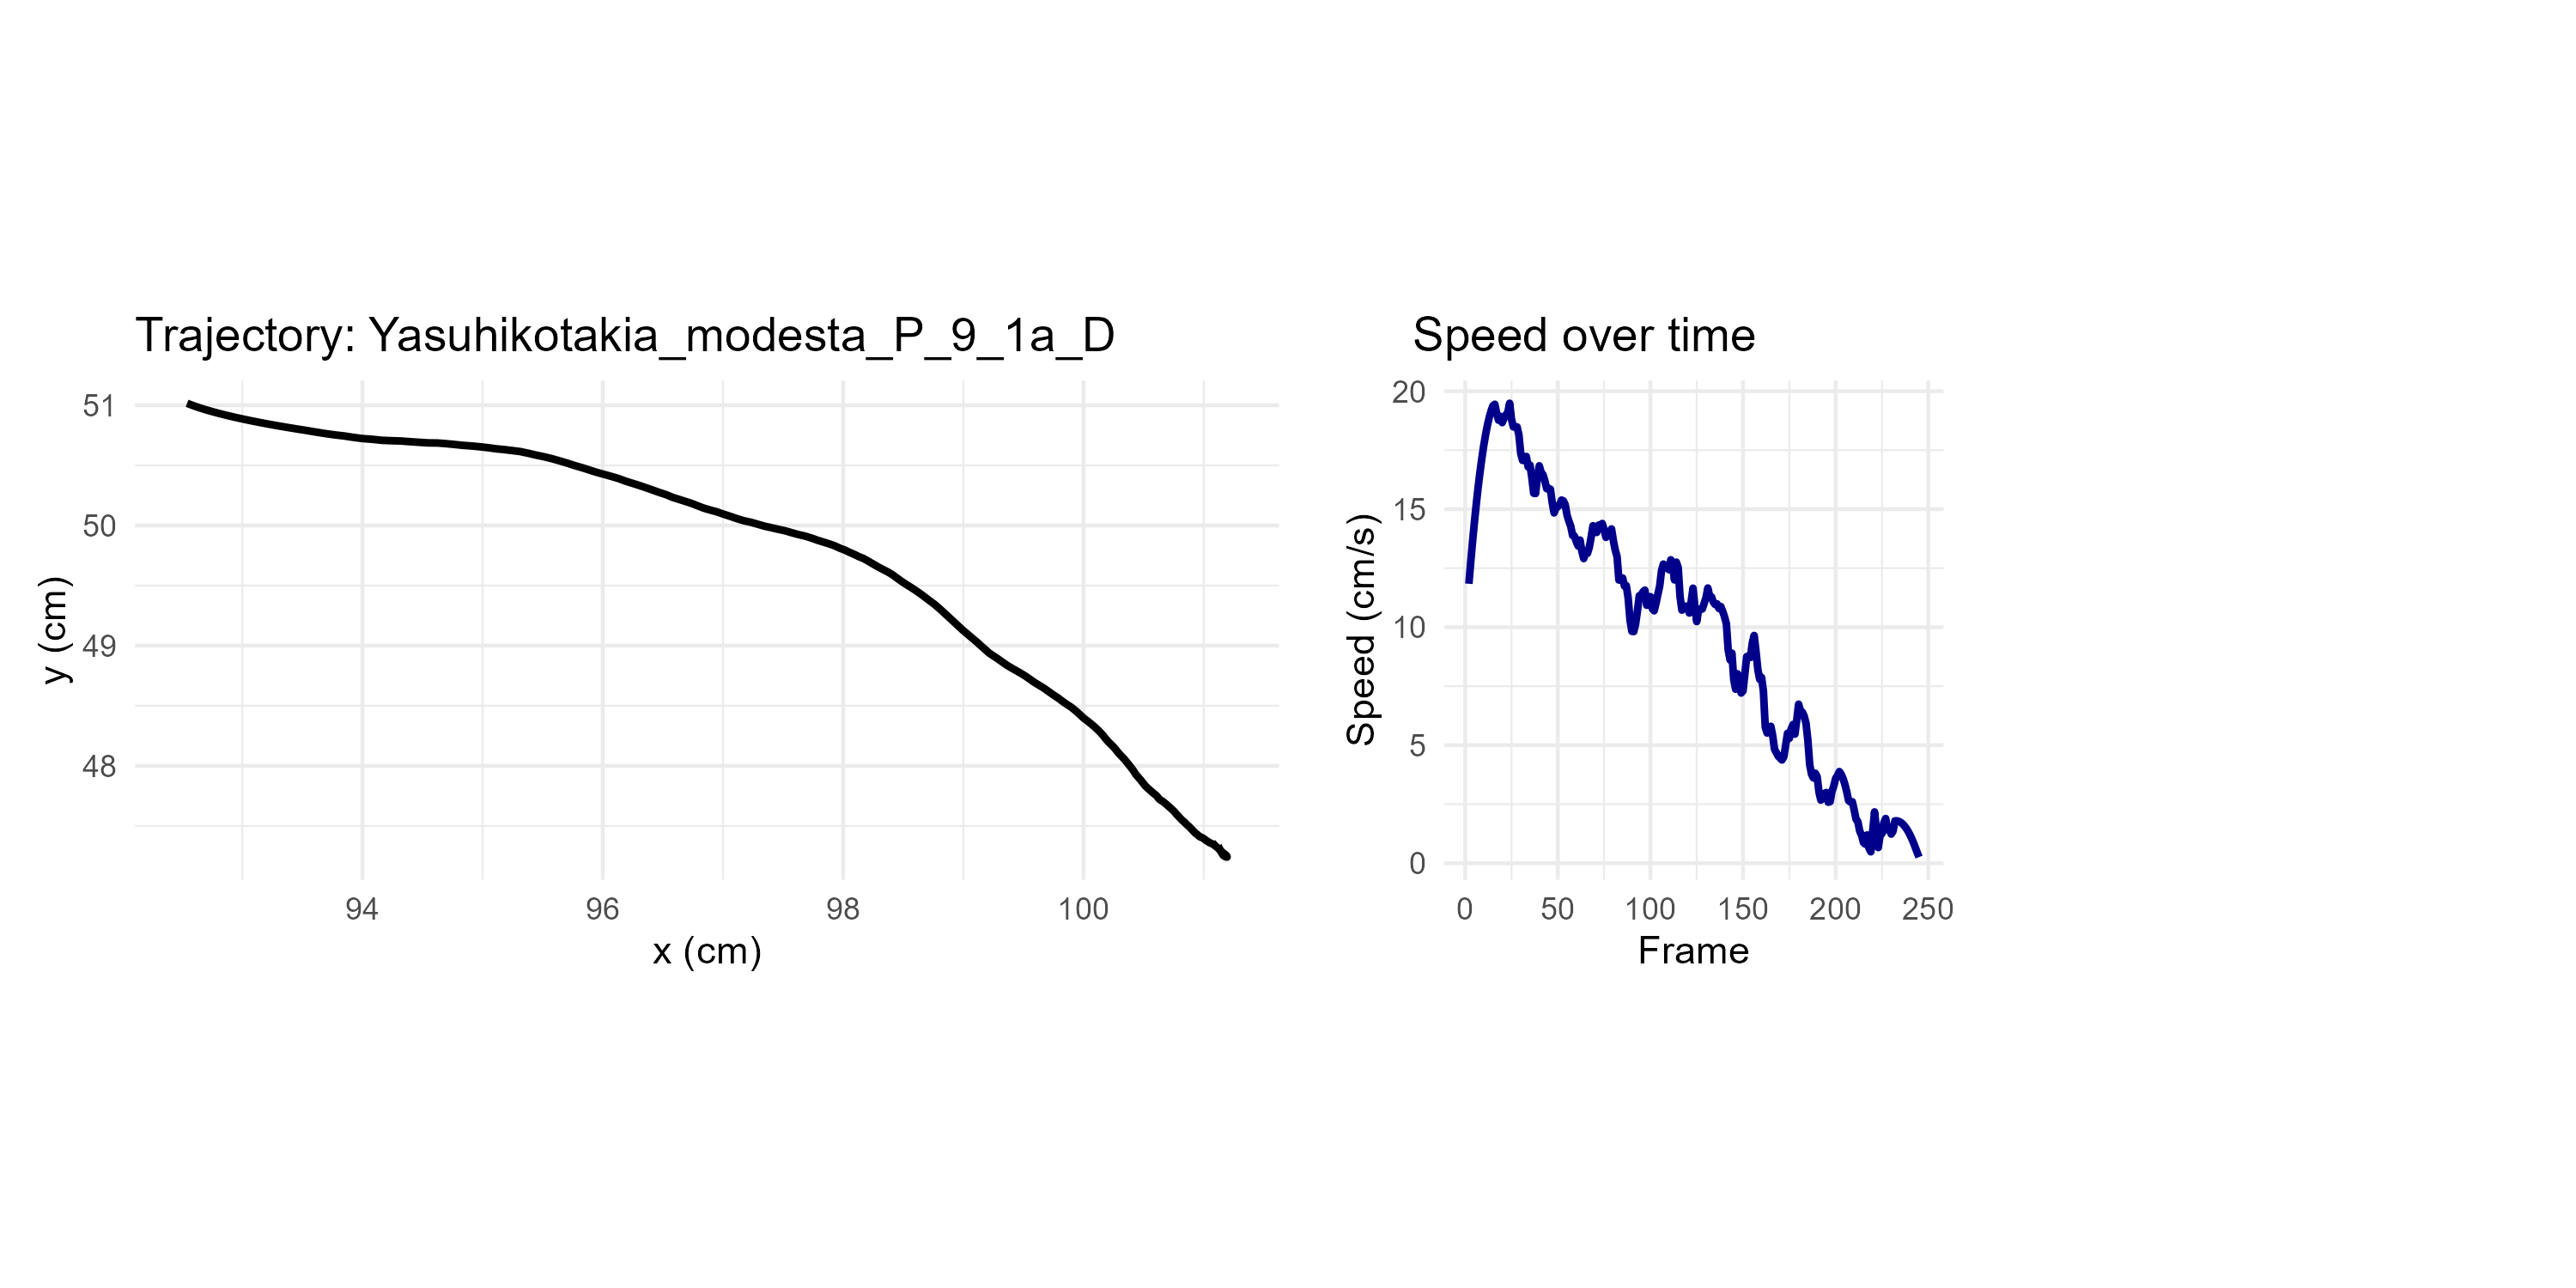 Trajectory: Yasuhikotakia_modesta_P_9_1a_D
51
50
49
48
y (cm)
94 96 98 100
x (cm)
Speed over time
20
15
10
5
0
Speed (cm/s)
0 50 100 150 200 250
Frame